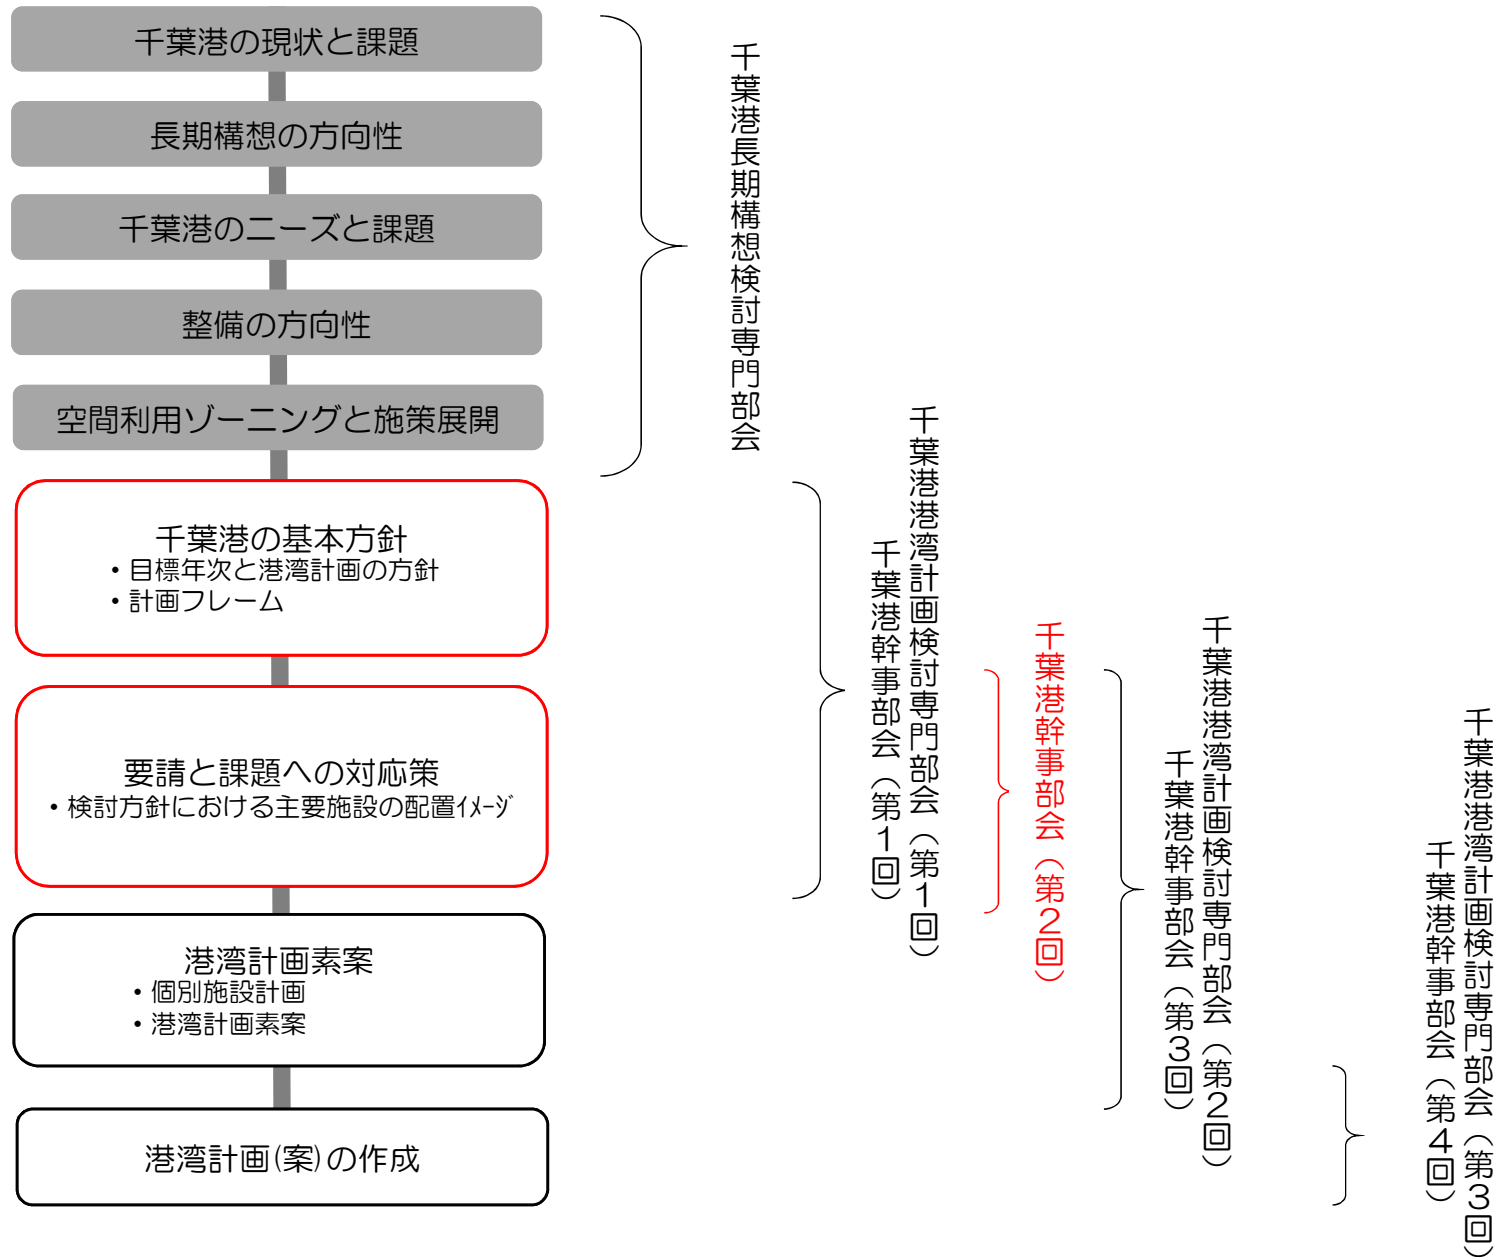 千葉港の現状と課題
長期構想の方向性
千葉港のニーズと課題
整備の方向性
空間利用ゾーニングと施策展開
千葉港の基本方針
・目標年次と港湾計画の方針
・計画フレーム
要請と課題への対応策
・検討方針における主要施設の配置ｲﾒｰｼﾞ
港湾計画素案
・個別施設計画
・港湾計画素案
港湾計画(案)の作成
千葉港長期構想検討専門部会
千葉港港湾計画検討専門部会（第１回）
千葉港幹事部会（第１回）
千葉港幹事部会（第２回）
千葉港港湾計画検討専門部会（第２回）
千葉港幹事部会（第３回）
千葉港港湾計画検討専門部会（第３回）
千葉港幹事部会（第４回）